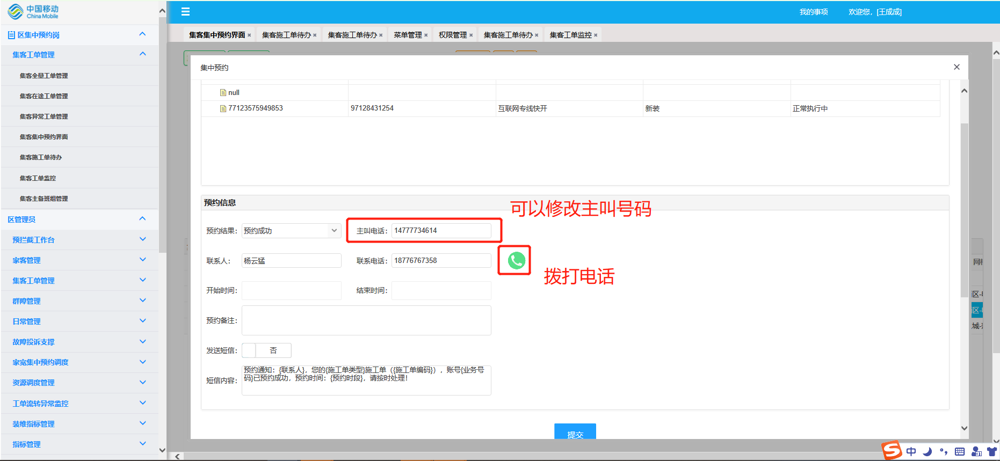 中国移动
China Mobile
我的事项
欢迎您，[王成成]
区集中预约岗
集客工单管理
集客全量工单管理
集客在途工单管理
集客异常工单管理
集客集中预约界面
集客施工单待办
集客工单监控
集客主备班组管理
区管理员
预拦截工作台
家客管理
集客工单管理
群障管理
日常管理
故障投诉支撑
家宽集中预约调度
资源调度管理
工单流转异常监控
装维指标管理
指标管理
集客集中预约界面
集客施工单待办
集客施工单待办
菜单管理
权限管理
集客施工单待办
集客工单监控
集中预约
null
77123575949853 97128431254 互联网专线快开 新装 正常执行中
预约信息
可以修改主叫号码
预约结果： 预约成功 主叫电话： 14777734614
联系人： 杨云猛 联系电话： 18776767358
拨打电话
开始时间： 结束时间：
预约备注：
发送短信： 否
短信内容：
预约通知：{联系人}，您的{施工单类型}施工单（{施工单编码}），账号{业务号
码}已预约成功，预约时间：{预约时段}，请按时处理！
提交
区-
区-
城-
中